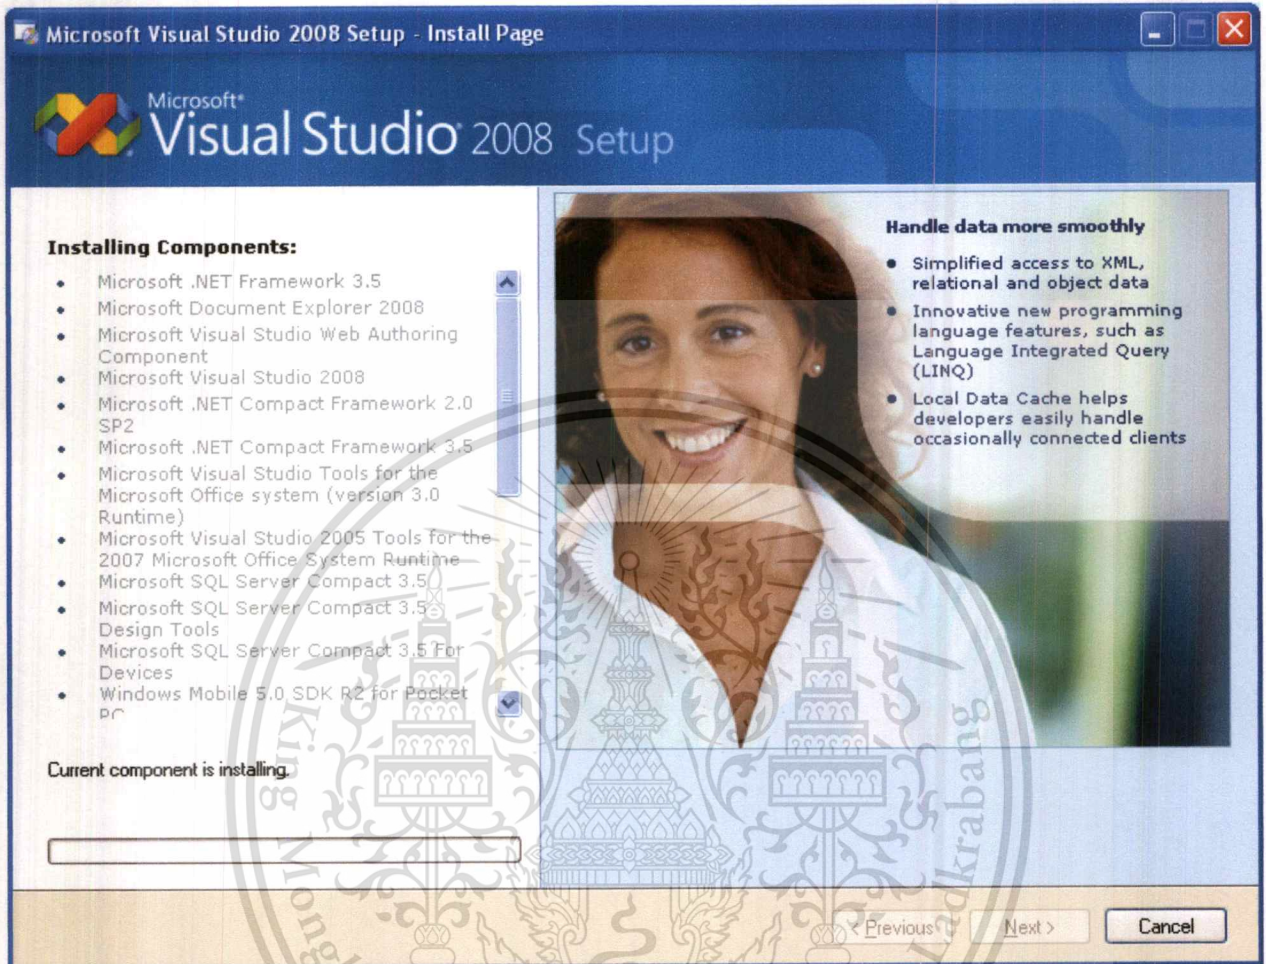 Microsoft Visual Studio 2008 Setup - Install Page
Microsoft
Visual Studio 2008 Setup
Installing Components:
Microsoft .NET Framework 3.5
Microsoft Document Explorer 2008
Microsoft Visual Studio Web Authoring
Component
Microsoft Visual Studio 2008
Microsoft .NET Compact Framework 2.0
SP2
Microsoft .NET Compact Framework 3.5
Microsoft Visual Studio Tools for the
Microsoft Office system (version 3.0
Runtime)
Microsoft Visual Studio 2005 Tools for the
2007 Microsoft Office System Runtime
Microsoft SQL Server Compact 3.5
Microsoft SQL Server Compact 3.5
Design Tools
Microsoft SQL Server Compact 3.5 For
Devices
Windows Mobile 5.0 SDK R2 for Pocket
PC
Current component is installing.
Handle data more smoothly
Simplified access to XML,
relational and object data
Innovative new programming
language features, such as
Language Integrated Query
(LINQ)
Local Data Cache helps
developers easily handle
occasionally connected clients
< Previous
Next >
Cancel
King